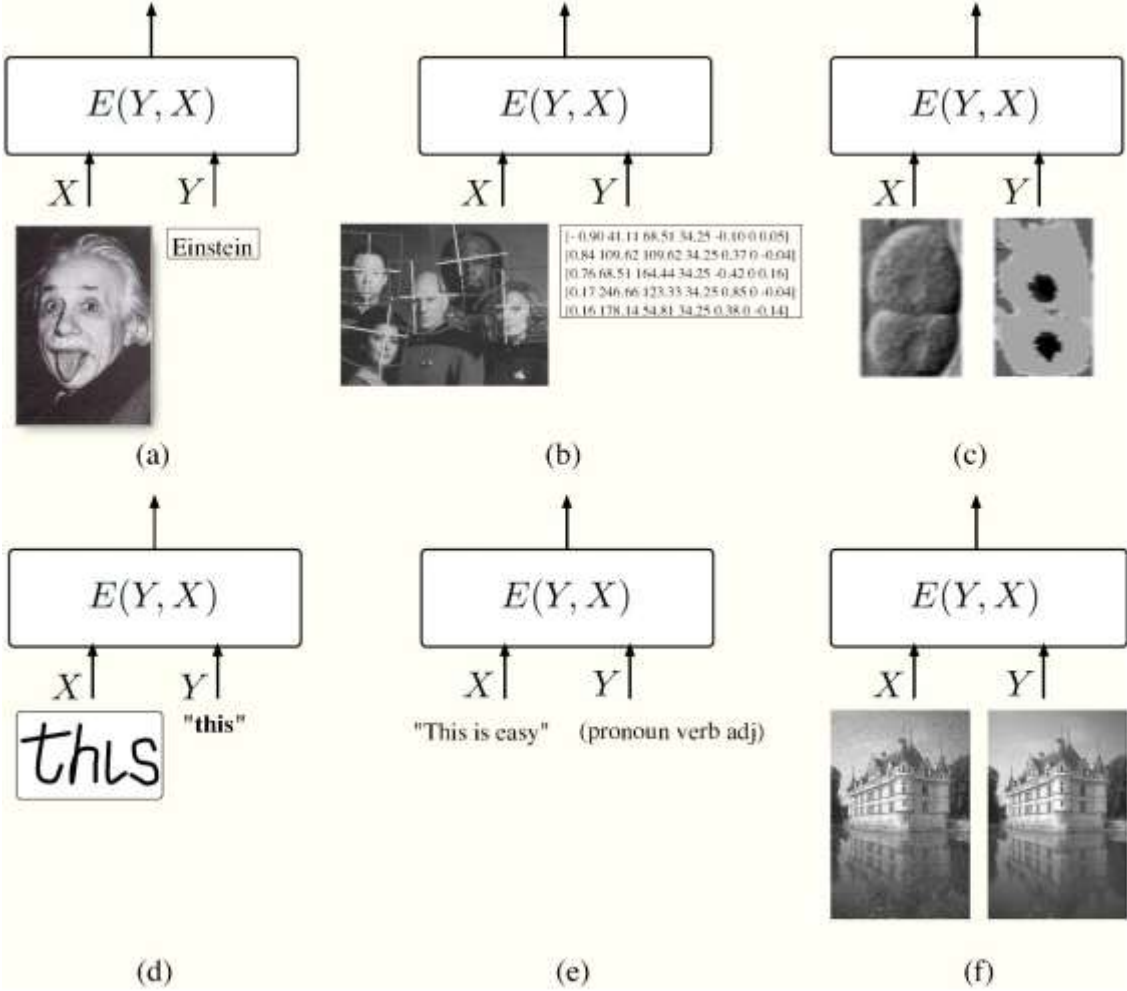 E(Y, X)
E(Y, X)
E(Y, X)
X
Y
X
Y
X
Y
Einstein
[- 0.90 41.11 68.51 34.25 -0.10 0 0.05]
[0.84 109.62 109.62 34.25 0.37 0 -0.04]
[0.76 68.51 164.44 34.25 -0.42 0 0.16]
[0.17 246.66 123.33 34.25 0.85 0 -0.04]
[0.16 178.14 54.81 34.25 0.38 0 -0.14]
(a)
(b)
(c)
E(Y, X)
E(Y, X)
E(Y, X)
X
Y
X
Y
X
Y
this
"this"
"This is easy"
(pronoun verb adj)
(d)
(e)
(f)